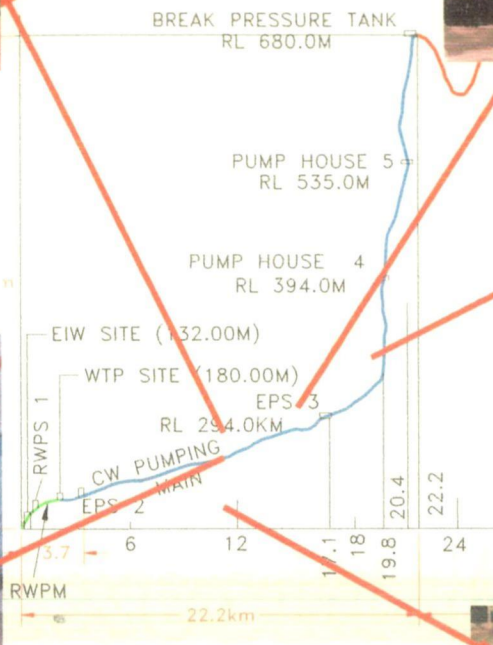 BREAK PRESSURE TANK
RL 680.0M
PUMP HOUSE 5
RL 535.0M
PUMP HOUSE 4
RL 394.0M
EIW SITE (132.00M)
WTP SITE (180.00M)
EPS 3
RL 294.0KM
RWPS 1
CW PUMPING
MAIN
EPS 2
3.7
6
12
17.1
18
19.8
20.4
22.2
24
RWPM
22.2km